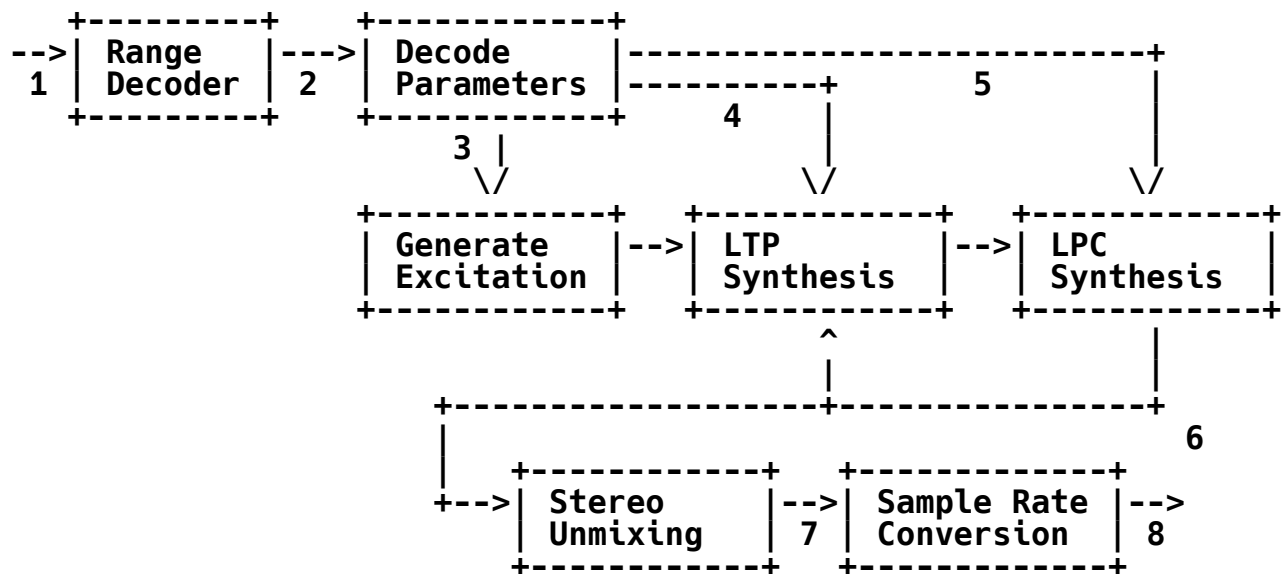 +---------+    +------------+
 -->| Range   |--->| Decode     |---------------------------+
  1 | Decoder | 2  | Parameters |----------+       5        |
    +---------+    +------------+     4    |                |
                        3 |                |                |
                         \/               \/               \/
                   +------------+   +------------+   +------------+
                   | Generate   |-->| LTP        |-->| LPC        |
                   | Excitation |   | Synthesis  |   | Synthesis  |
                   +------------+   +------------+   +------------+
                                           ^                |
                                           |                |
                       +-------------------+----------------+
                       |                                      6
                       |   +------------+   +-------------+
                       +-->| Stereo     |-->| Sample Rate |-->
                           | Unmixing   | 7 | Conversion  | 8
                           +------------+   +-------------+